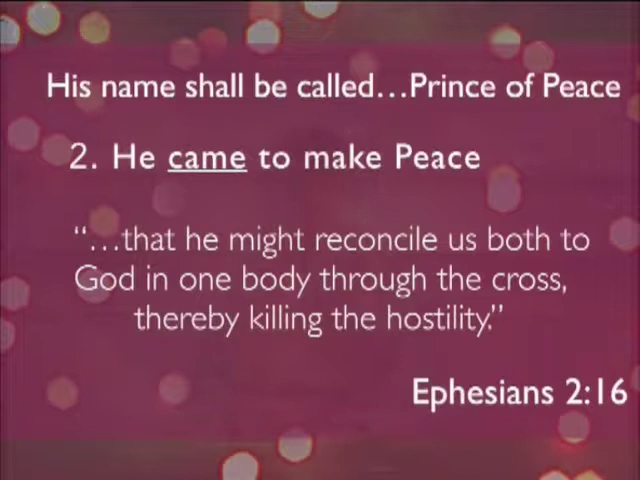 His name shall be called…Prince of Peace
2. He came to make Peace
“…that he might reconcile us both to
God in one body through the cross,
thereby killing the hostility.”
Ephesians 2:16